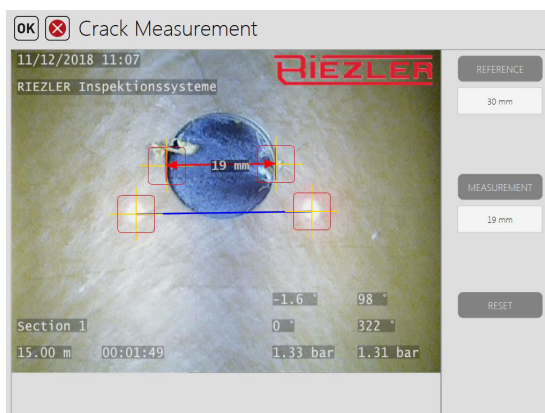 OK Crack Measurement
11/12/2018 11:07
RIEZLER
RIEZLER Inspektionssysteme
REFERENCE
30 mm
19 mm
MEASUREMENT
19 mm
-1.6 ° 98 °
Section 1 0 ° 322 °
RESET
15.00 m 00:01:49 1.33 bar 1.31 bar